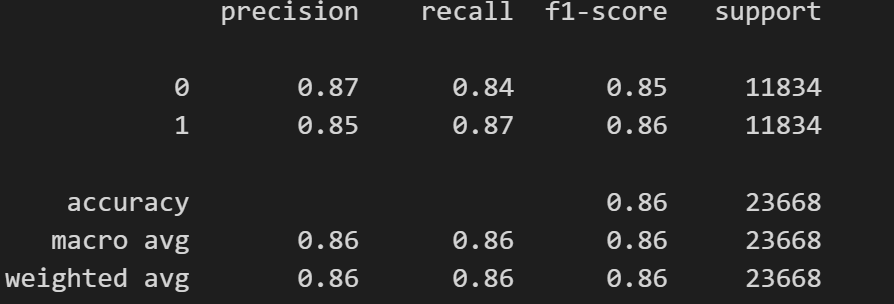 precision recall f1-score support
0 0.87 0.84 0.85 11834
1 0.85 0.87 0.86 11834
accuracy 0.86 23668
macro avg 0.86 0.86 0.86 23668
weighted avg 0.86 0.86 0.86 23668